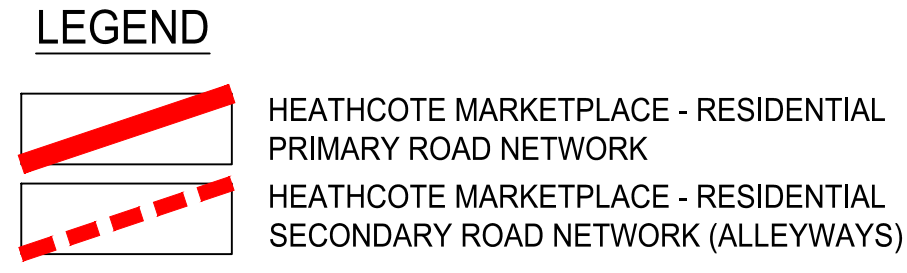 LEGEND
HEATHCOTE MARKETPLACE - RESIDENTIAL
PRIMARY ROAD NETWORK
HEATHCOTE MARKETPLACE - RESIDENTIAL
SECONDARY ROAD NETWORK (ALLEYWAYS)